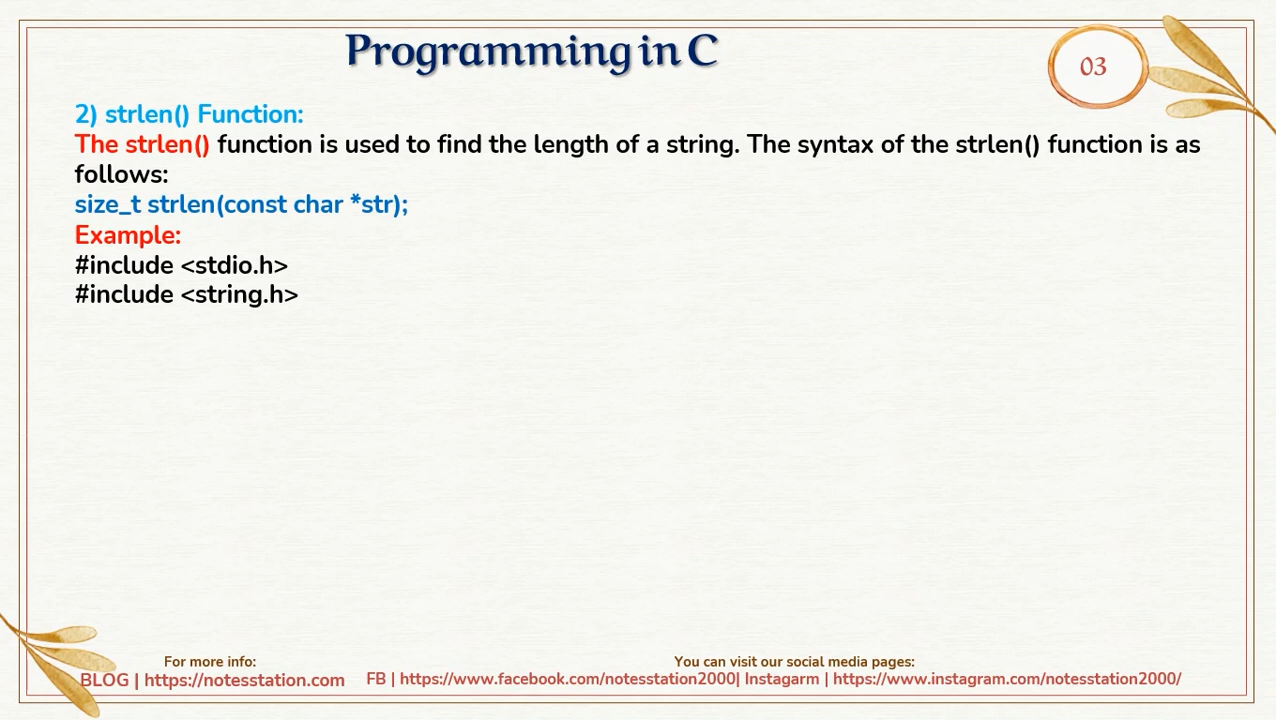 Programming in C
03
2) strlen() Function:
The strlen() function is used to find the length of a string. The syntax of the strlen() function is as
follows:
size_t strlen(const char *str);
Example:
#include <stdio.h>
#include <string.h>
For more info:
BLOG | https://notesstation.com
You can visit our social media pages:
FB | https://www.facebook.com/notesstation2000| Instagarm | https://www.instagram.com/notesstation2000/